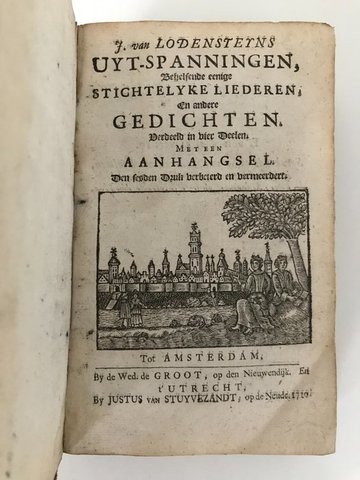 J. van LODENSTEYNS
UYT-SPANNINGEN,
Behelsende eenige
STICHTELYKE LIEDEREN,
En andere
GEDICHTEN.
Verdeeld in vier Deelen.
MET EEN
AANHANGSEL.
Den sesden Druk verbeterd en vermeerdert.
Tot AMSTERDAM,
By de Wed. de GROOT, op den Nieuwendijk. En
t'UTRECHT,
By JUSTUS van STUYVEZANDT, op de Neude.